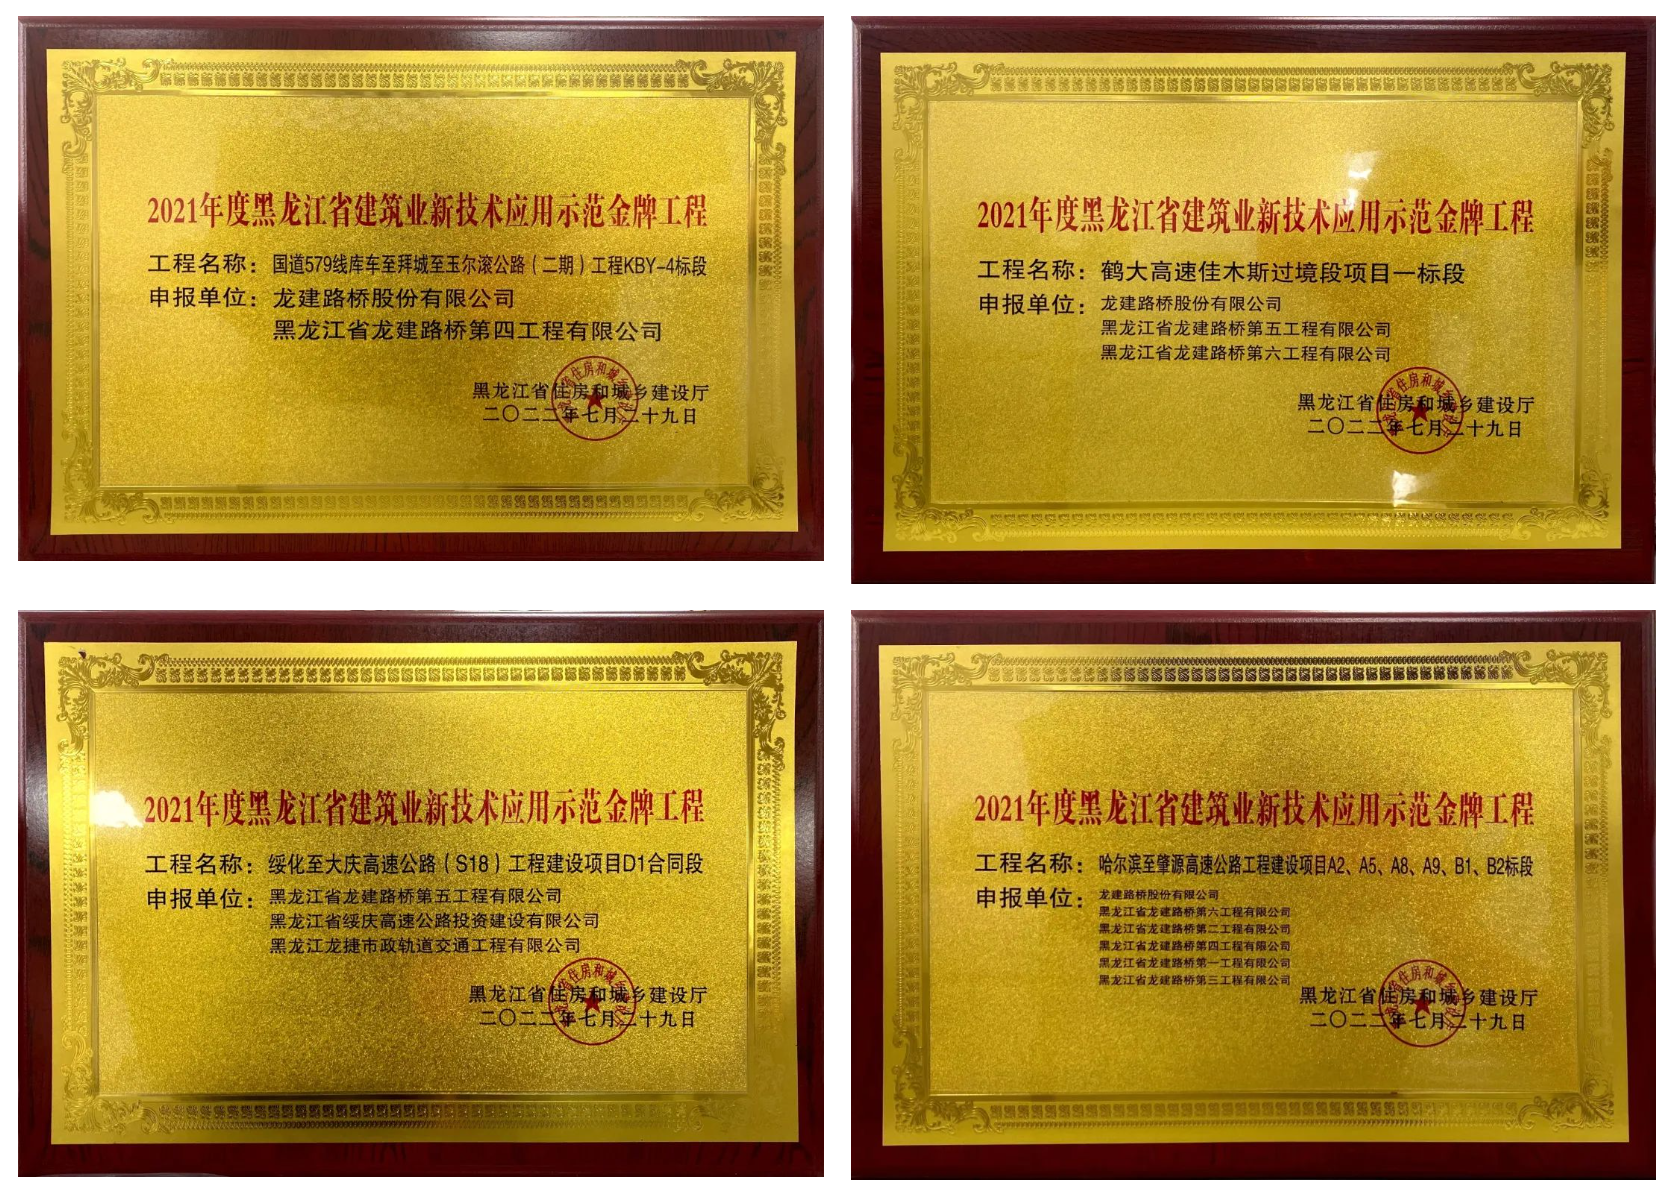 2021年度黑龙江省建筑业新技术应用示范金牌工程
工程名称：国道579线库车至拜城至玉尔滚公路（二期）工程KBY-4标段
申报单位：龙建路桥股份有限公司
黑龙江省龙建路桥第四工程有限公司
黑龙江省住房和城乡建设厅
二〇二二年七月二十九日
2021年度黑龙江省建筑业新技术应用示范金牌工程
工程名称：鹤大高速佳木斯过境段项目一标段
申报单位：龙建路桥股份有限公司
黑龙江省龙建路桥第五工程有限公司
黑龙江省龙建路桥第六工程有限公司
黑龙江省住房和城乡建设厅
二〇二二年七月二十九日
2021年度黑龙江省建筑业新技术应用示范金牌工程
工程名称：绥化至大庆高速公路（S18）工程建设项目D1合同段
申报单位：黑龙江省龙建路桥第五工程有限公司
黑龙江省绥庆高速公路投资建设有限公司
黑龙江龙捷市政轨道交通工程有限公司
黑龙江省住房和城乡建设厅
二〇二二年七月二十九日
2021年度黑龙江省建筑业新技术应用示范金牌工程
工程名称：哈尔滨至肇源高速公路工程建设项目A2、A5、A8、A9、B1、B2标段
申报单位：龙建路桥股份有限公司
黑龙江省龙建路桥第六工程有限公司
黑龙江省龙建路桥第二工程有限公司
黑龙江省龙建路桥第四工程有限公司
黑龙江省龙建路桥第一工程有限公司
黑龙江省龙建路桥第三工程有限公司
黑龙江省住房和城乡建设厅
二〇二二年七月二十九日